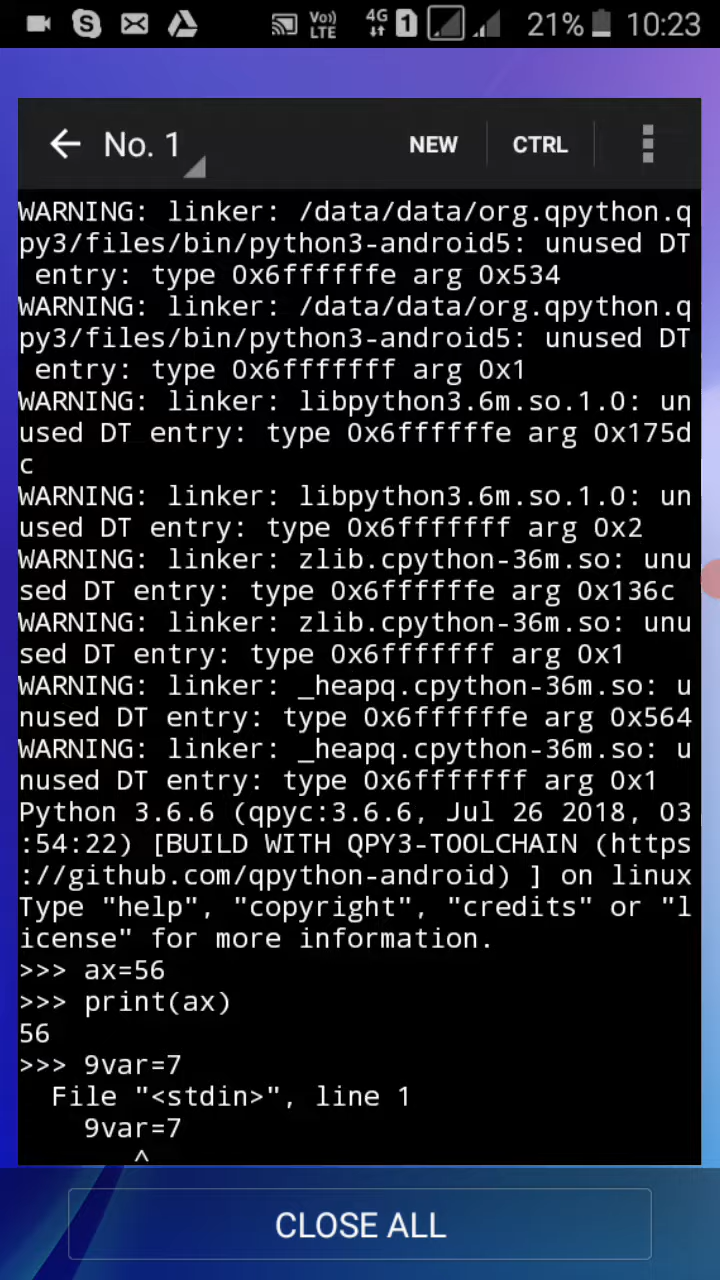 Vo)) LTE 4G 1 21% 10:23
No. 1 NEW CTRL
WARNING: linker: /data/data/org.qpython.q
py3/files/bin/python3-android5: unused DT
 entry: type 0x6ffffffe arg 0x534
WARNING: linker: /data/data/org.qpython.q
py3/files/bin/python3-android5: unused DT
 entry: type 0x6fffffff arg 0x1
WARNING: linker: libpython3.6m.so.1.0: un
used DT entry: type 0x6ffffffe arg 0x175d
c
WARNING: linker: libpython3.6m.so.1.0: un
used DT entry: type 0x6fffffff arg 0x2
WARNING: linker: zlib.cpython-36m.so: unu
sed DT entry: type 0x6ffffffe arg 0x136c
WARNING: linker: zlib.cpython-36m.so: unu
sed DT entry: type 0x6fffffff arg 0x1
WARNING: linker: _heapq.cpython-36m.so: u
nused DT entry: type 0x6ffffffe arg 0x564
WARNING: linker: _heapq.cpython-36m.so: u
nused DT entry: type 0x6fffffff arg 0x1
Python 3.6.6 (qpyc:3.6.6, Jul 26 2018, 03
:54:22) [BUILD WITH QPY3-TOOLCHAIN (https
://github.com/qpython-android) ] on linux
Type "help", "copyright", "credits" or "l
icense" for more information.
>>> ax=56
>>> print(ax)
56
>>> 9var=7
  File "<stdin>", line 1
    9var=7
       ^
CLOSE ALL